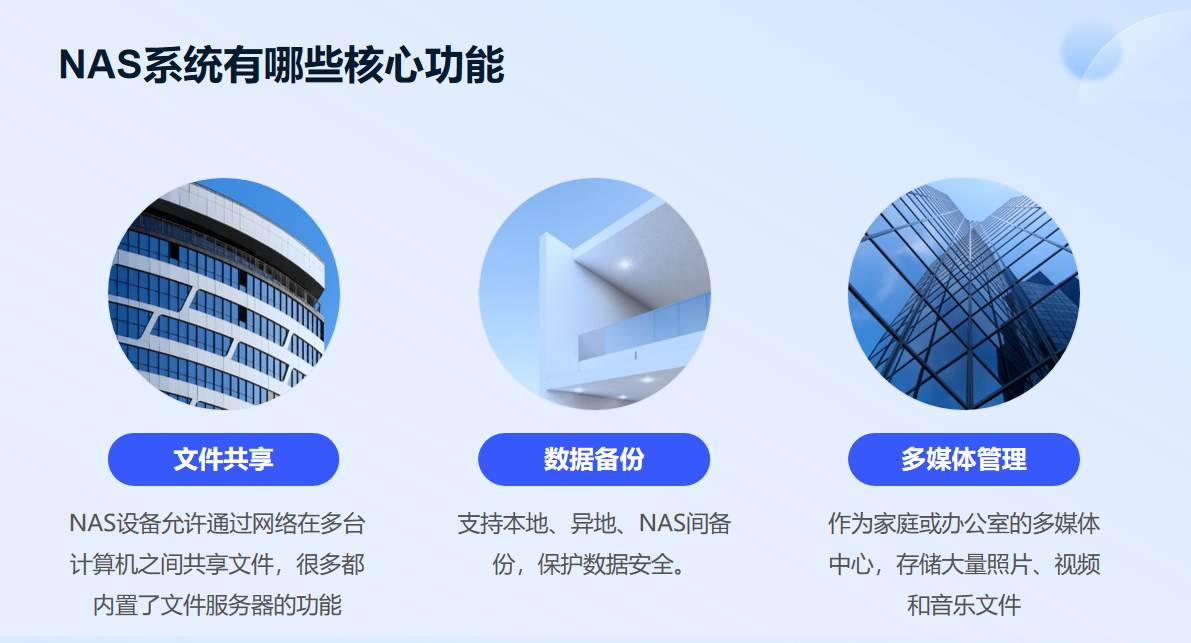 NAS系统有哪些核心功能
文件共享
NAS设备允许通过网络在多台
计算机之间共享文件，很多都
内置了文件服务器的功能
数据备份
支持本地、异地、NAS间备
份，保护数据安全。
多媒体管理
作为家庭或办公室的多媒体
中心，存储大量照片、视频
和音乐文件